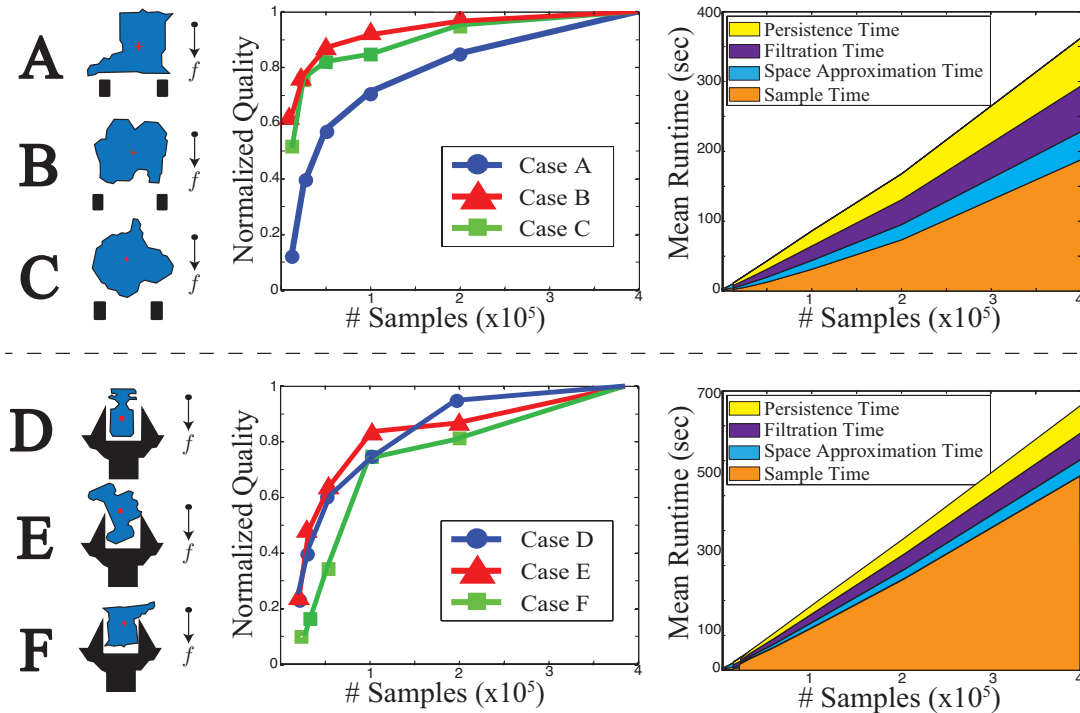 A
f
B
f
C
f
Normalized Quality
1
0.8
0.6
0.4
0.2
0
1
2
3
4
# Samples (x10⁵)
Case A
Case B
Case C
Mean Runtime (sec)
400
300
200
100
0
1
2
3
4
# Samples (x10⁵)
Persistence Time
Filtration Time
Space Approximation Time
Sample Time
D
f
E
f
F
f
Normalized Quality
1
0.8
0.6
0.4
0.2
0
1
2
3
4
# Samples (x10⁵)
Case D
Case E
Case F
Mean Runtime (sec)
700
500
300
100
0
1
2
3
4
# Samples (x10⁵)
Persistence Time
Filtration Time
Space Approximation Time
Sample Time